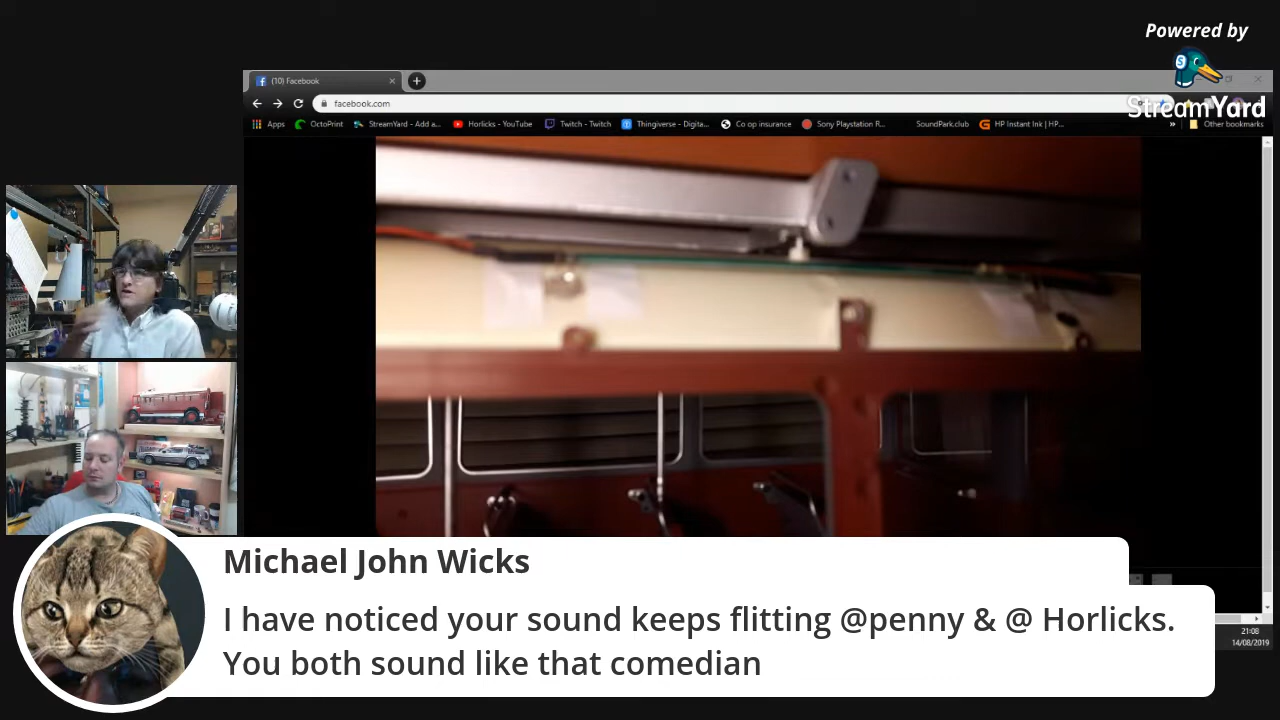 Powered by
StreamYard
(10) Facebook
facebook.com
Apps OctoPrint StreamYard - Add a... Horlicks - YouTube Twitch - Twitch Thingiverse - Digita... Co op insurance Sony Playstation R... SoundPark.club HP Instant Ink | HP... » Other bookmarks
Michael John Wicks
I have noticed your sound keeps flitting @penny & @ Horlicks.
You both sound like that comedian
21:08
14/08/2019